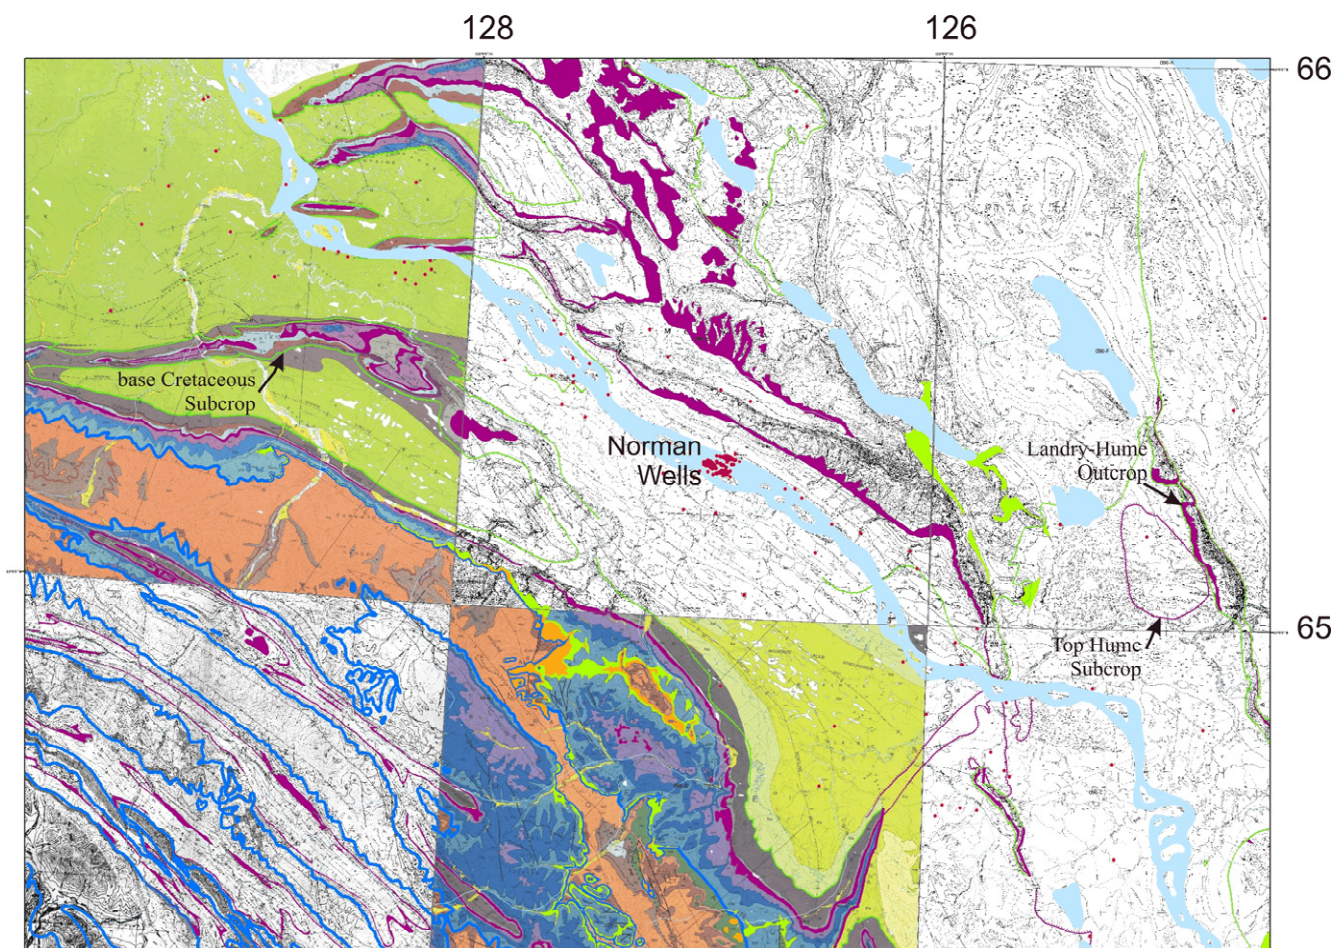 128
126
66
base Cretaceous
Subcrop
Norman
Wells
Landry-Hume
Outcrop
65
Top Hume
Subcrop